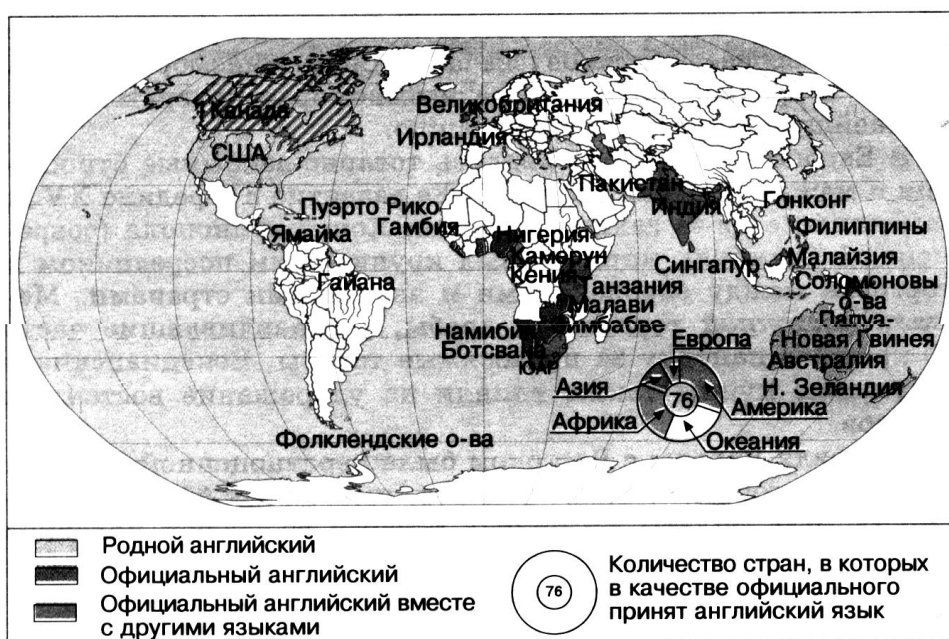 Канада
США
Великобритания
Ирландия
Пакистан
Индия
Гонконг
Пуэрто Рико
Гамбия
Ямайка
Нигерия
Филиппины
Камерун
Кения
Сингапур
Малайзия
Гайана
Танзания
Соломоновы
о-ва
Малави
Папуа-
-Новая Гвинея
Намибия
Зимбабве
Ботсвана
ЮАР
Европа
Австралия
Азия
76
Н. Зеландия
Америка
Африка
Океания
Фолклендские о-ва
Родной английский
Официальный английский
Официальный английский вместе
с другими языками
76
Количество стран, в которых
в качестве официального
принят английский язык